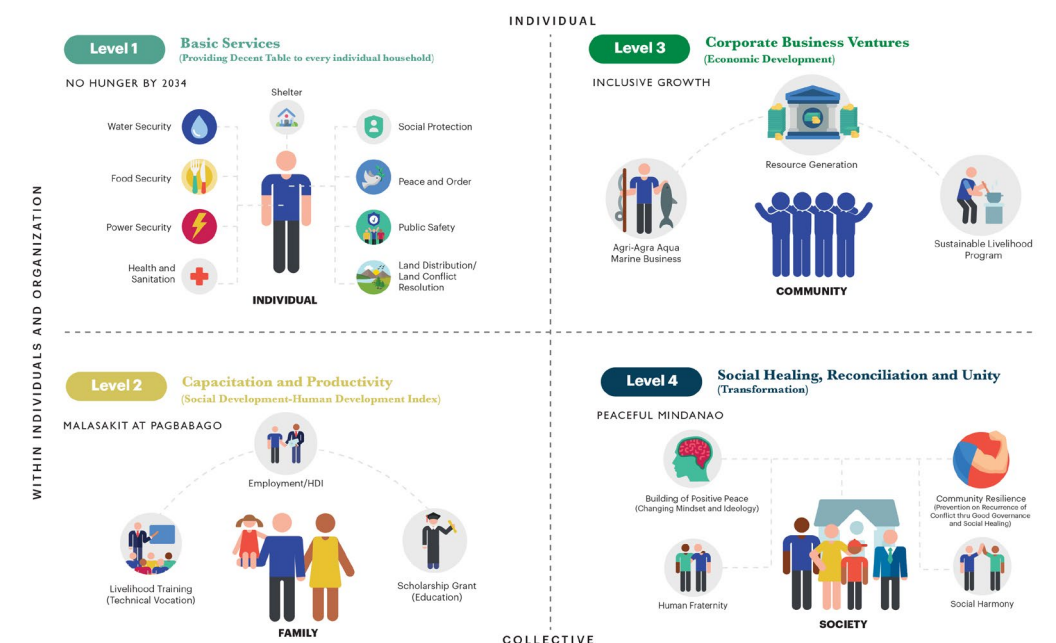 INDIVIDUAL
WITHIN INDIVIDUALS AND ORGANIZATION
Level 1
Basic Services
(Providing Decent Table to every individual household)
NO HUNGER BY 2034
Shelter
Water Security
Social Protection
Food Security
Peace and Order
Power Security
Public Safety
Health and
Sanitation
Land Distribution/
Land Conflict
Resolution
INDIVIDUAL
Level 3
Corporate Business Ventures
(Economic Development)
INCLUSIVE GROWTH
Resource Generation
Agri-Agra Aqua
Marine Business
Sustainable Livelihood
Program
COMMUNITY
Level 2
Capacitation and Productivity
(Social Development-Human Development Index)
MALASAKIT AT PAGBABAGO
Employment/HDI
Livelihood Training
(Technical Vocation)
Scholarship Grant
(Education)
FAMILY
Level 4
Social Healing, Reconciliation and Unity
(Transformation)
PEACEFUL MINDANAO
Building of Positive Peace
(Changing Mindset and Ideology)
Community Resilience
(Prevention on Recurrence of
Conflict thru Good Governance
and Social Healing)
Human Fraternity
Social Harmony
SOCIETY
COLLECTIVE